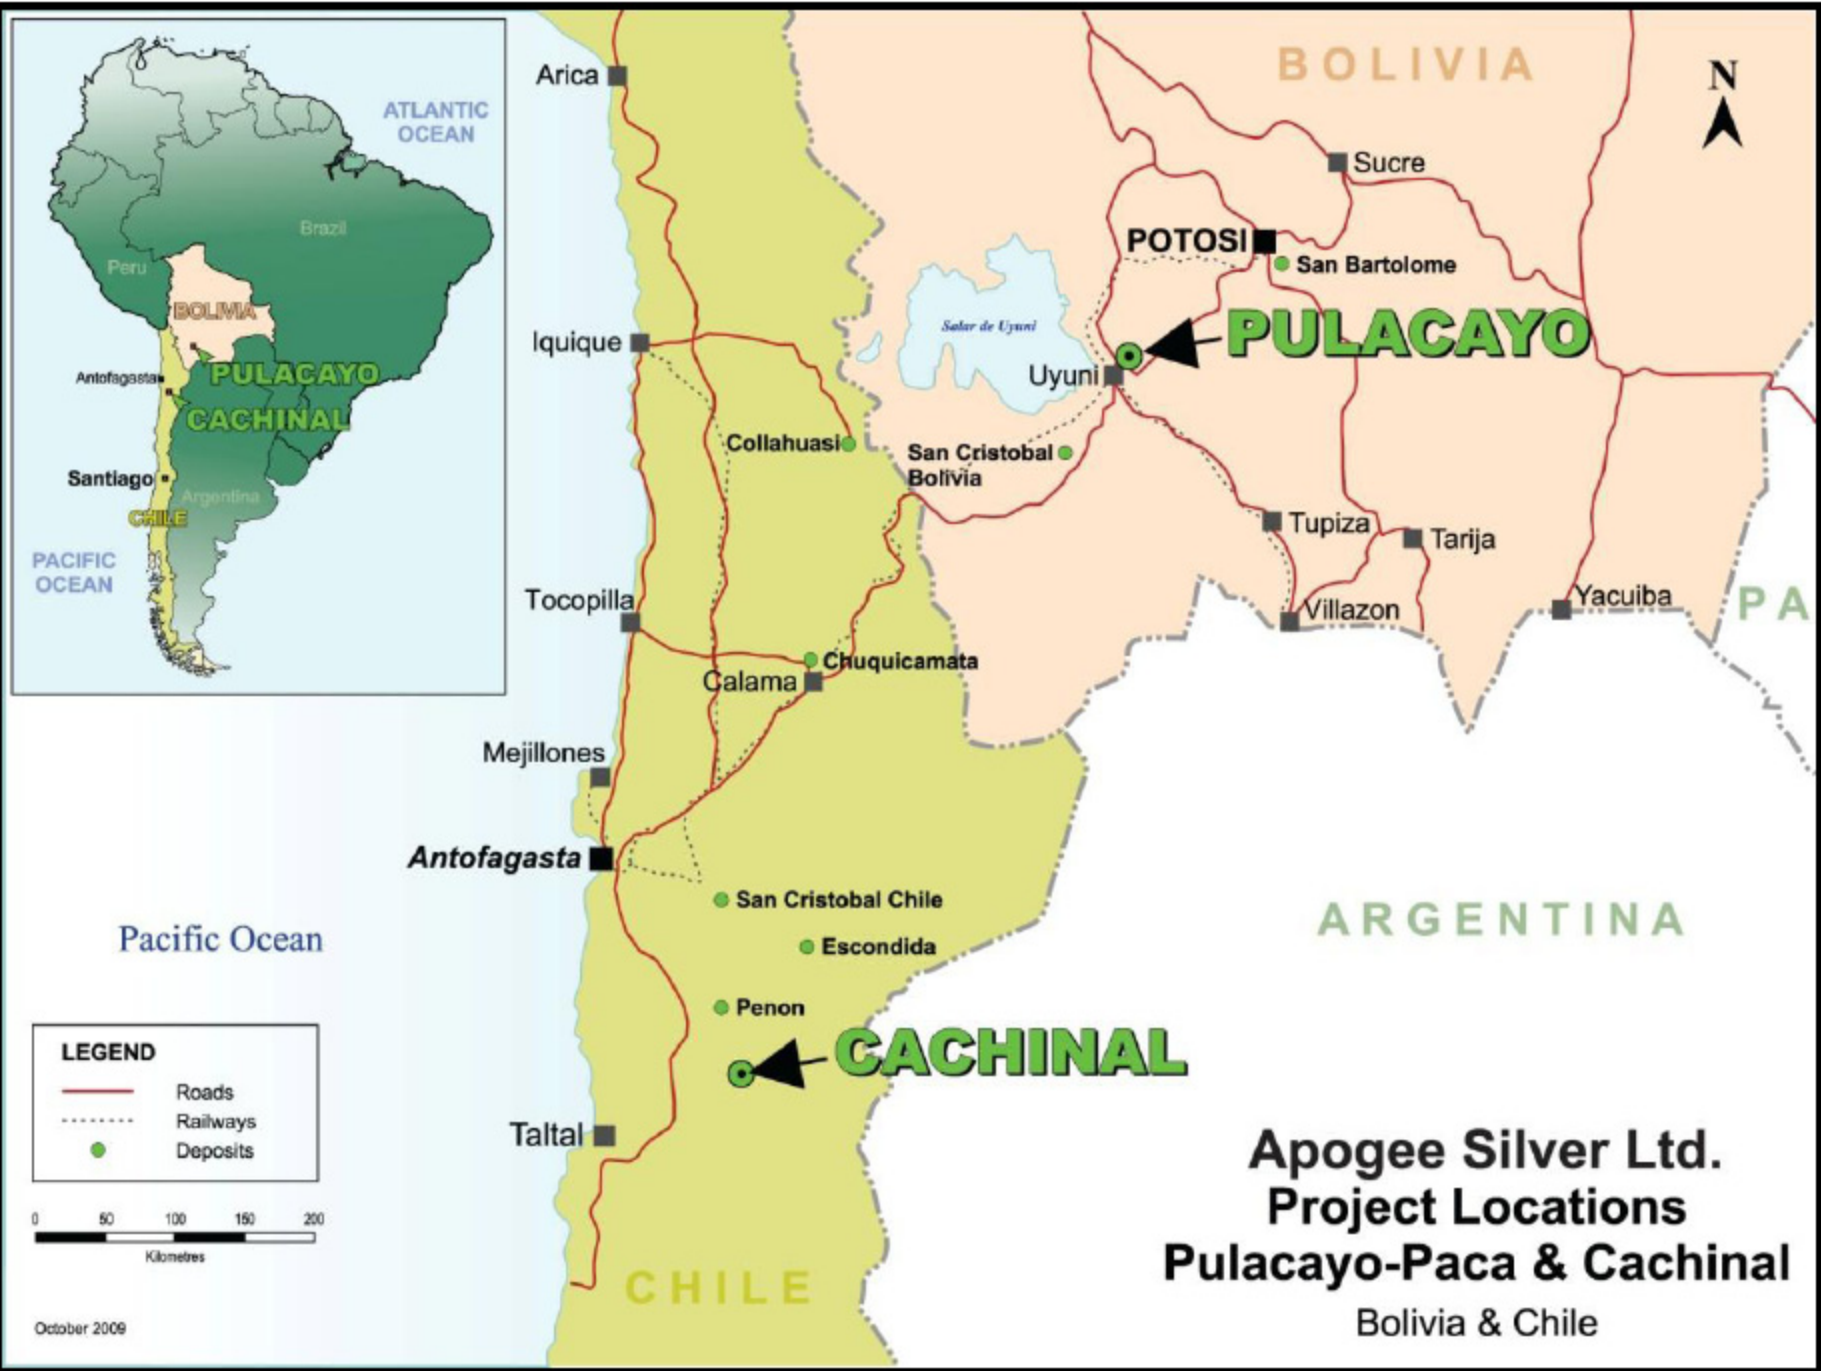 ATLANTIC
OCEAN
Brazil
Peru
BOLIVIA
Antofagasta
PULACAYO
CACHINAL
Santiago
Argentina
CHILE
PACIFIC
OCEAN
BOLIVIA
N
Arica
Sucre
POTOSI
San Bartolome
Salar de Uyuni
PULACAYO
Iquique
Uyuni
Collahuasi
San Cristobal
Bolivia
Tupiza
Tarija
Tocopilla
Villazon
Yacuiba
PA
Chuquicamata
Calama
Mejillones
Antofagasta
San Cristobal Chile
ARGENTINA
Pacific Ocean
Escondida
Penon
CACHINAL
LEGEND
Roads
Railways
Deposits
Taltal
0 50 100 150 200
Kilometres
CHILE
October 2009
Apogee Silver Ltd.
Project Locations
Pulacayo-Paca & Cachinal
Bolivia & Chile